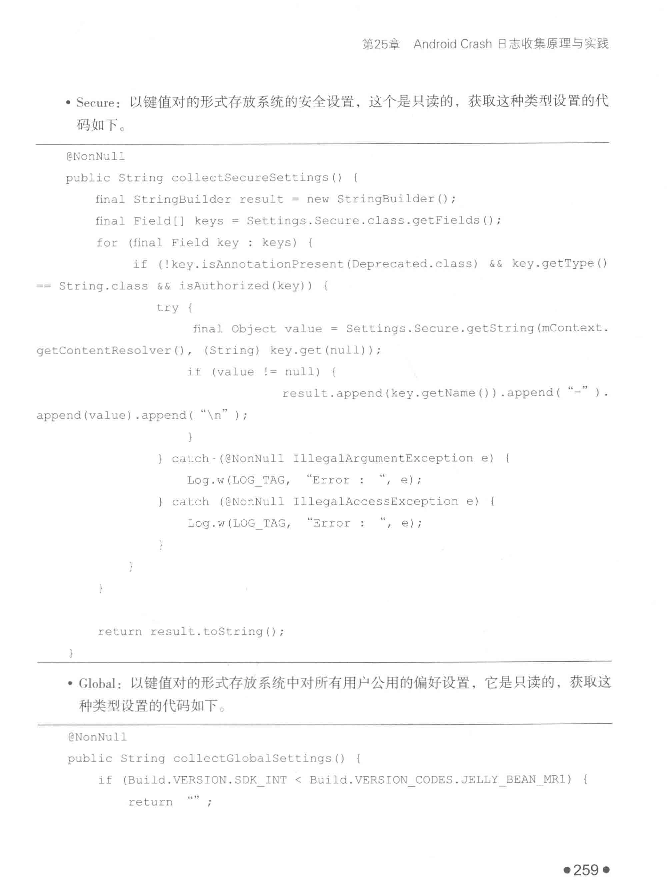 第25章 Android Crash 日志收集原理与实践
• Secure：以键值对的形式存放系统的安全设置，这个是只读的，获取这种类型设置的代
码如下。
@NonNull
public String collectSecureSettings() {
final StringBuilder result = new StringBuilder();
final Field[] keys = Settings.Secure.class.getFields();
for (final Field key : keys) {
if (!key.isAnnotationPresent(Deprecated.class) && key.getType()
== String.class && isAuthorized(key)) {
try {
final Object value = Settings.Secure.getString(mContext.
getContentResolver(), (String) key.get(null));
if (value != null) {
result.append(key.getName()).append( “=” ).
append(value).append( “\n” );
}
} catch (@NonNull IllegalArgumentException e) {
Log.w(LOG_TAG, “Error : ”, e);
} catch (@NonNull IllegalAccessException e) {
Log.w(LOG_TAG, “Error : ”, e);
}
}
}
return result.toString();
}
• Global：以键值对的形式存放系统中对所有用户公用的偏好设置，它是只读的，获取这
种类型设置的代码如下。
@NonNull
public String collectGlobalSettings() {
if (Build.VERSION.SDK_INT < Build.VERSION_CODES.JELLY_BEAN_MR1) {
return “” ;
●259●